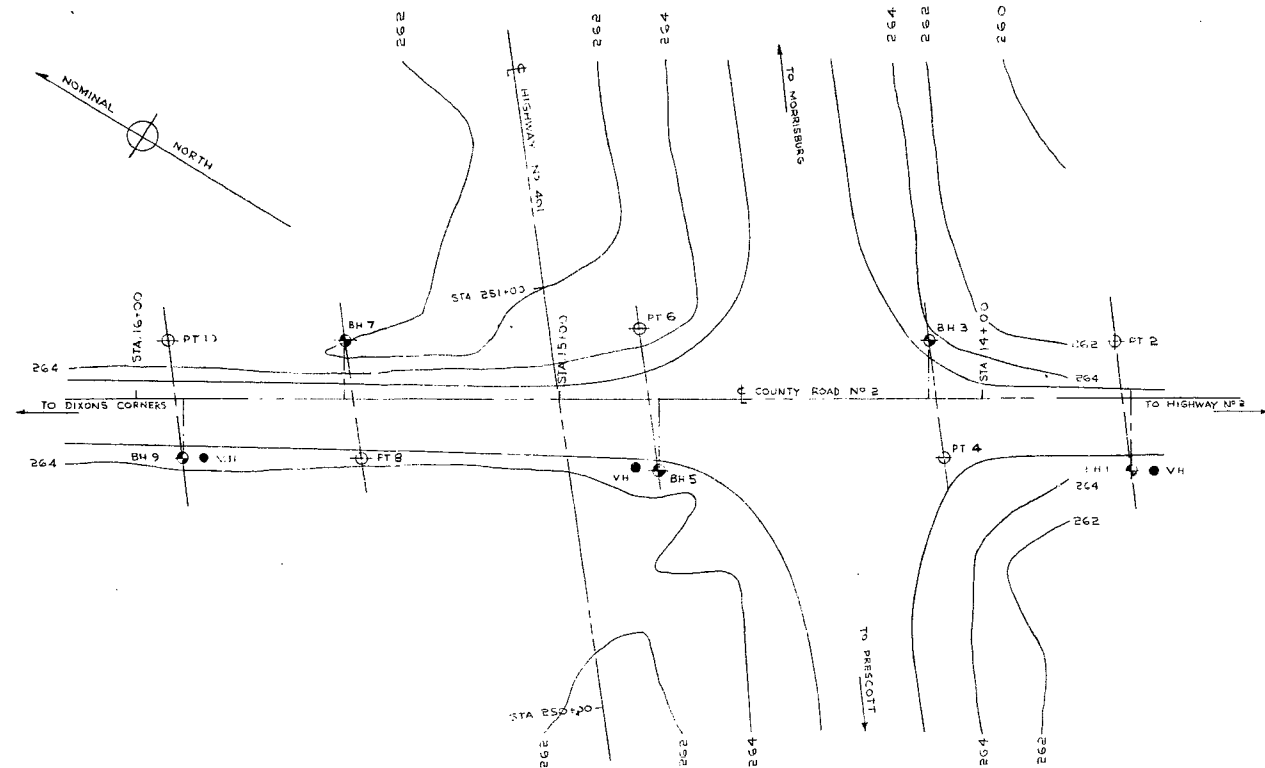 262
262
264
264
262
260
NOMINAL
NORTH
℄ HIGHWAY NO 401
TO MORRISBURG
STA 251+00
STA. 16+00
PT 10
BH 7
PT 6
STA 15+00
BH 3
STA 14+00
262
PT 2
264
264
℄ COUNTY ROAD Nº 2
TO DIXONS CORNERS
TO HIGHWAY Nº 2
264
BH 9
PT 8
VH
BH 5
PT 4
VH
264
262
STA 250+00
TO PRESCOTT
262
262
264
264
262